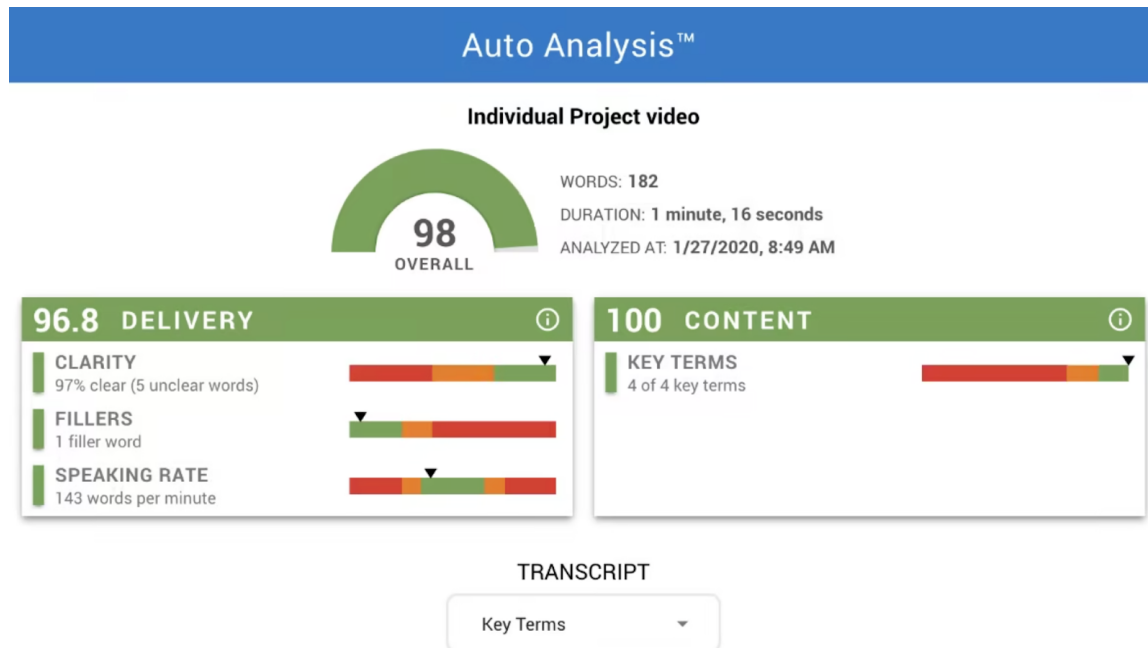 Auto Analysis™
Individual Project video
98
OVERALL
WORDS: 182
DURATION: 1 minute, 16 seconds
ANALYZED AT: 1/27/2020, 8:49 AM
96.8 DELIVERY
CLARITY
97% clear (5 unclear words)
FILLERS
1 filler word
SPEAKING RATE
143 words per minute
100 CONTENT
KEY TERMS
4 of 4 key terms
TRANSCRIPT
Key Terms